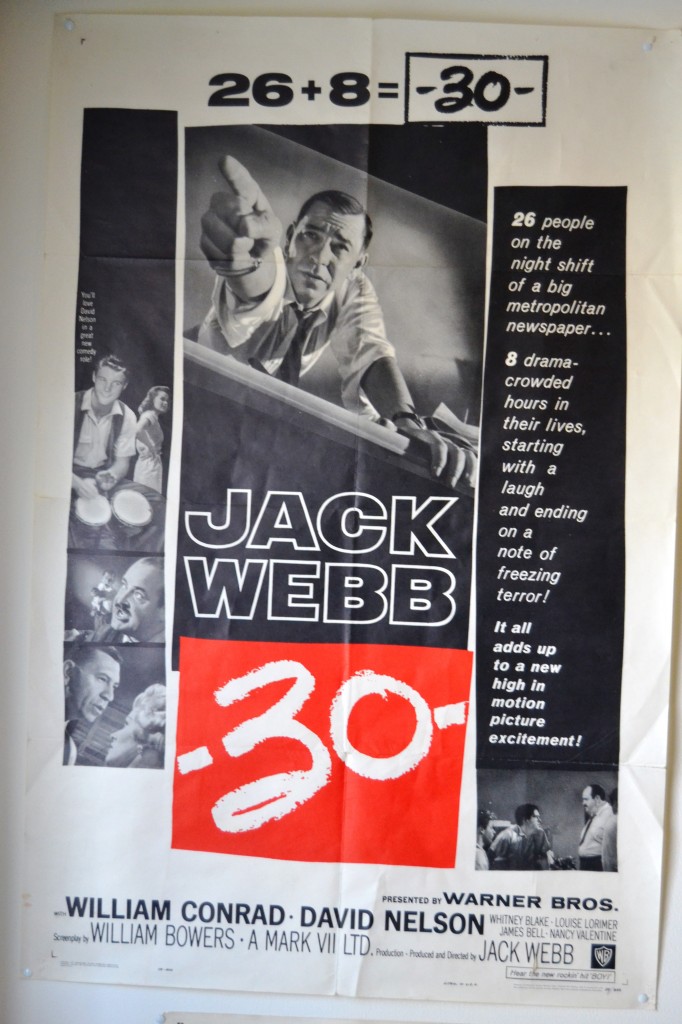 26+8= -30-
You'll
love
David
Nelson
in a
great
new
comedy
role!
26 people
on the
night shift
of a big
metropolitan
newspaper...
8 drama-
crowded
hours in
their lives,
starting
with a
laugh
and ending
on a
note of
freezing
terror!
It all
adds up
to a new
high in
motion
picture
excitement!
JACK
WEBB
-30-
PRESENTED BY WARNER BROS.
WITH WILLIAM CONRAD · DAVID NELSON
WHITNEY BLAKE · LOUISE LORIMER
JAMES BELL · NANCY VALENTINE
Screenplay by WILLIAM BOWERS · A MARK VII LTD. Production · Produced and Directed by JACK WEBB
WB
Hear the new rockin' hit 'BOY!'